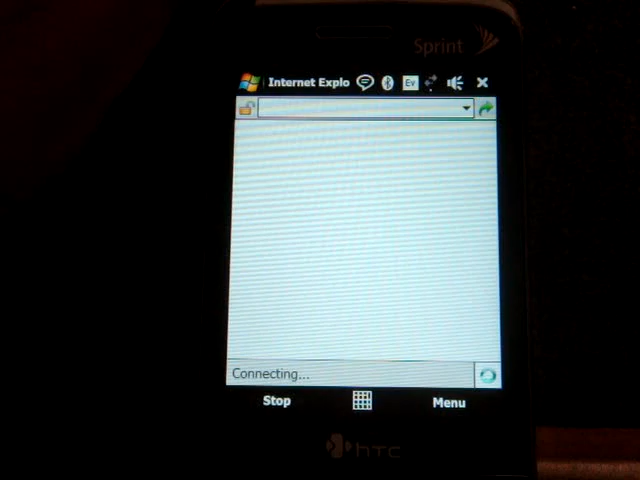 Sprint
Internet Explo Ev
Connecting...
Stop Menu
hTC